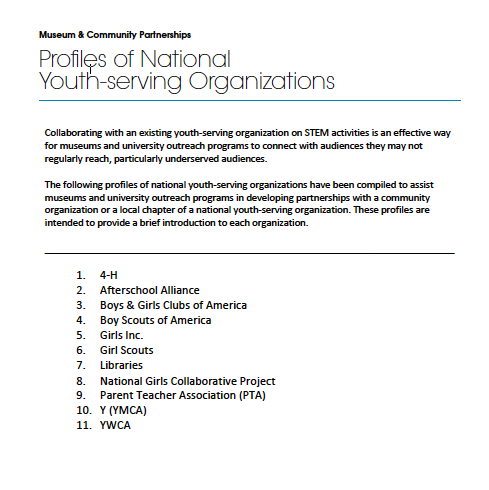 Museum & Community Partnerships
Profiles of National
Youth-serving Organizations
Collaborating with an existing youth-serving organization on STEM activities is an effective way
for museums and university outreach programs to connect with audiences they may not
regularly reach, particularly underserved audiences.
The following profiles of national youth-serving organizations have been compiled to assist
museums and university outreach programs in developing partnerships with a community
organization or a local chapter of a national youth-serving organization. These profiles are
intended to provide a brief introduction to each organization.
1. 4-H
2. Afterschool Alliance
3. Boys & Girls Clubs of America
4. Boy Scouts of America
5. Girls Inc.
6. Girl Scouts
7. Libraries
8. National Girls Collaborative Project
9. Parent Teacher Association (PTA)
10. Y (YMCA)
11. YWCA